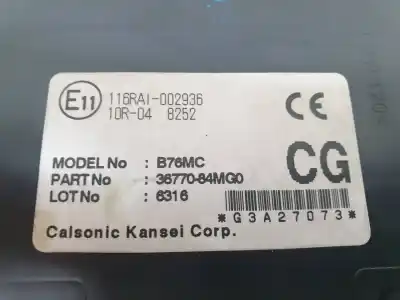 E11 116RAI-002936 CE
10R-04 8252
MODEL No : B76MC CG
PART No : 36770-84MG0
LOT No : 6316
*G3A27073*
Calsonic Kansei Corp.